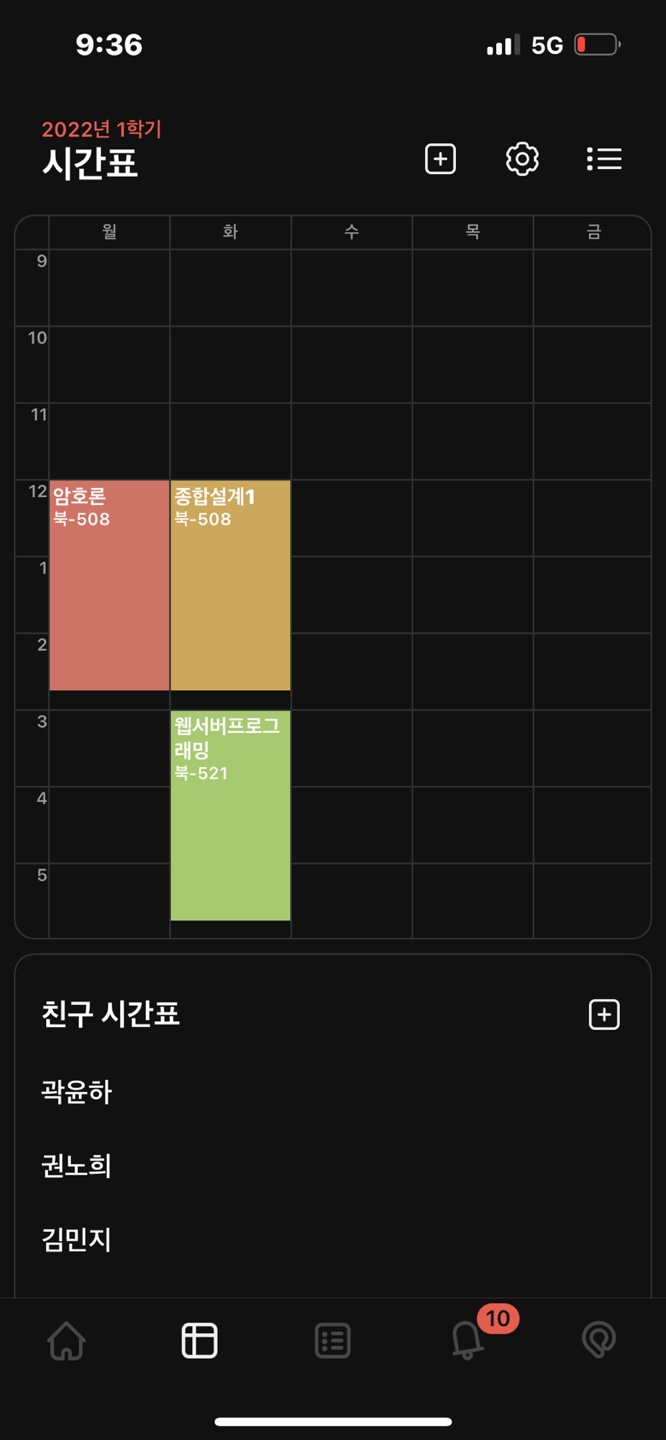 9:36
5G
2022년 1학기
시간표
월 화 수 목 금
9
10
11
12
암호론
북-508
종합설계1
북-508
1
2
3
웹서버프로그
래밍
북-521
4
5
친구 시간표
곽윤하
권노희
김민지
10